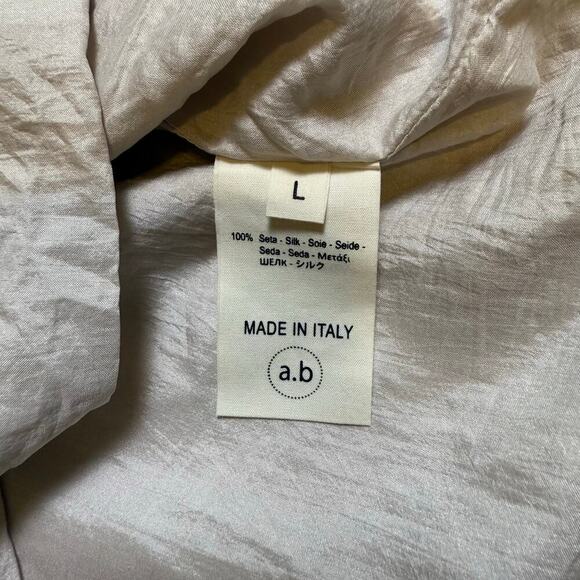 L
100% Seta - Silk - Soie - Seide -
Seda - Seda - Μετάξι
ШЕЛК - シルク
MADE IN ITALY
a.b